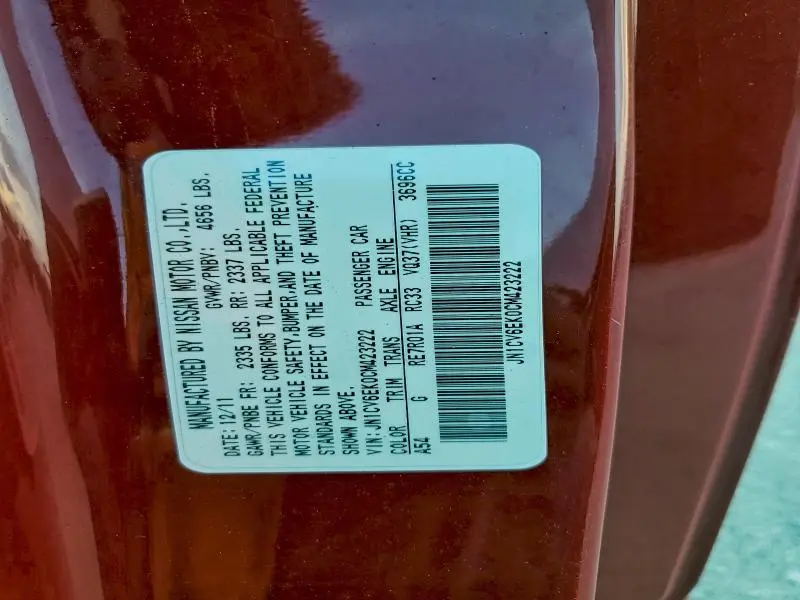 MANUFACTURED BY NISSAN MOTOR CO.,LTD.
DATE: 12/11 GVWR/PNBV: 4656 LBS.
GAWR/PNBE FR: 2335 LBS. RR: 2337 LBS.
THIS VEHICLE CONFORMS TO ALL APPLICABLE FEDERAL
MOTOR VEHICLE SAFETY,BUMPER,AND THEFT PREVENTION
STANDARDS IN EFFECT ON THE DATE OF MANUFACTURE
SHOWN ABOVE.
VIN: JN1CV6EK0CM423222 PASSENGER CAR
COLOR TRIM TRANS AXLE ENGINE
A54 G RE7R01A RC33 VQ37(VHR) 3696CC
JN1CV6EK0CM423222